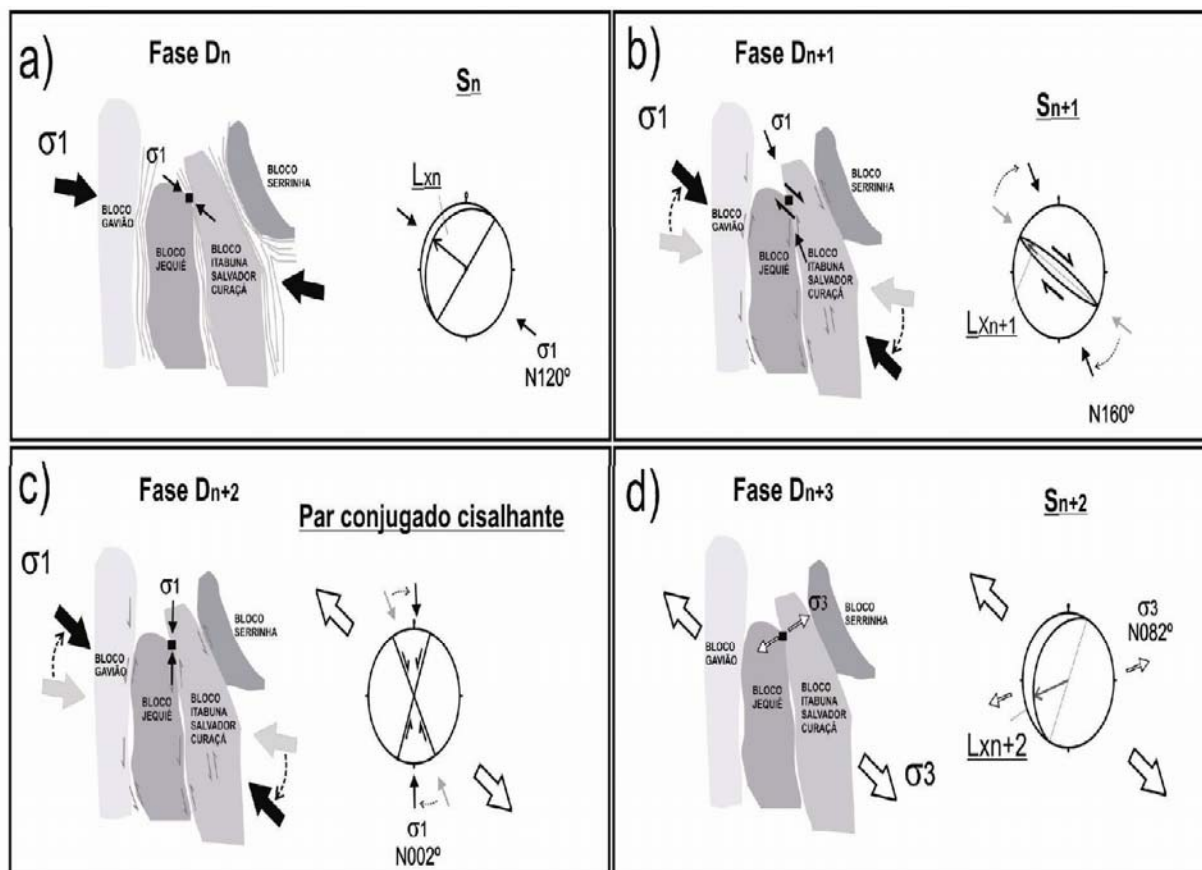 a)
Fase Dn
Sn
σ1
σ1
BLOCO
SERRINHA
BLOCO
GAVIÃO
BLOCO
JEQUIÉ
BLOCO
ITABUNA
SALVADOR
CURAÇÁ
Lxn
σ1
N120º
b)
Fase Dn+1
Sn+1
σ1
σ1
BLOCO
SERRINHA
BLOCO
GAVIÃO
BLOCO
JEQUIÉ
BLOCO
ITABUNA
SALVADOR
CURAÇÁ
Lxn+1
N160º
c)
Fase Dn+2
Par conjugado cisalhante
σ1
σ1
BLOCO
SERRINHA
BLOCO
GAVIÃO
BLOCO
JEQUIÉ
BLOCO
ITABUNA
SALVADOR
CURAÇÁ
σ1
N002º
d)
Fase Dn+3
Sn+2
σ3
BLOCO
SERRINHA
BLOCO
GAVIÃO
BLOCO
JEQUIÉ
BLOCO
ITABUNA
SALVADOR
CURAÇÁ
σ3
σ3
N082º
Lxn+2